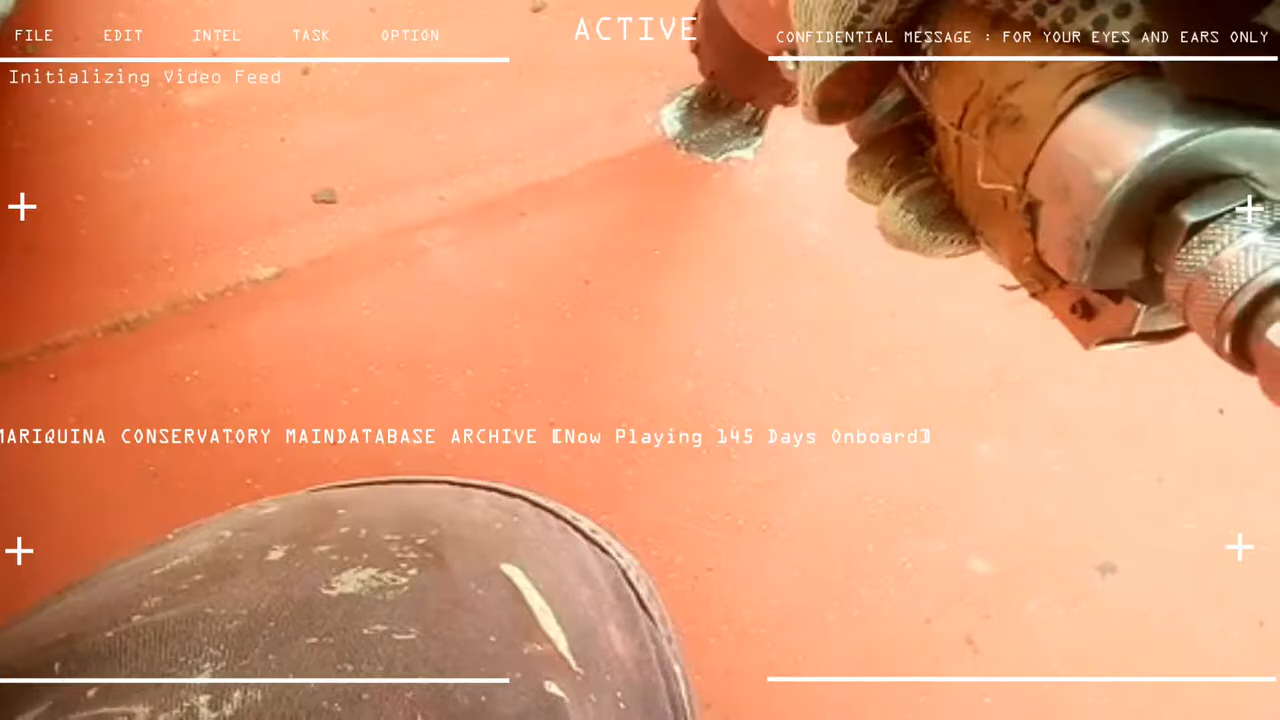 FILE EDIT INTEL TASK OPTION
ACTIVE
CONFIDENTIAL MESSAGE : FOR YOUR EYES AND EARS ONLY
Initializing Video Feed
MARIQUINA CONSERVATORY MAINDATABASE ARCHIVE [Now Playing 145 Days Onboard]